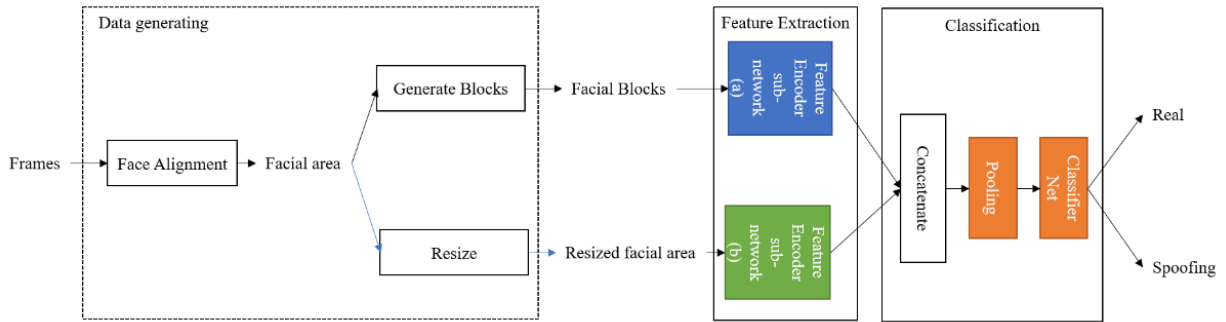 Data generating
Feature Extraction
Classification
Frames
Face Alignment
Facial area
Generate Blocks
Facial Blocks
Resize
Resized facial area
Feature
Encoder
sub-
network
(a)
Feature
Encoder
sub-
network
(b)
Concatenate
Pooling
Classifier
Net
Real
Spoofing